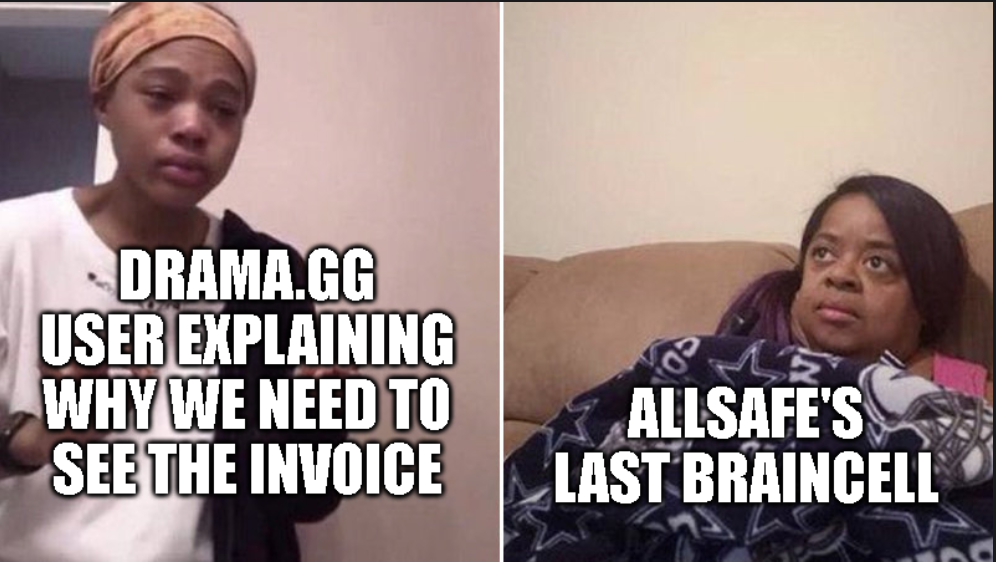 DRAMA.GG
USER EXPLAINING
WHY WE NEED TO
SEE THE INVOICE
ALLSAFE'S
LAST BRAINCELL